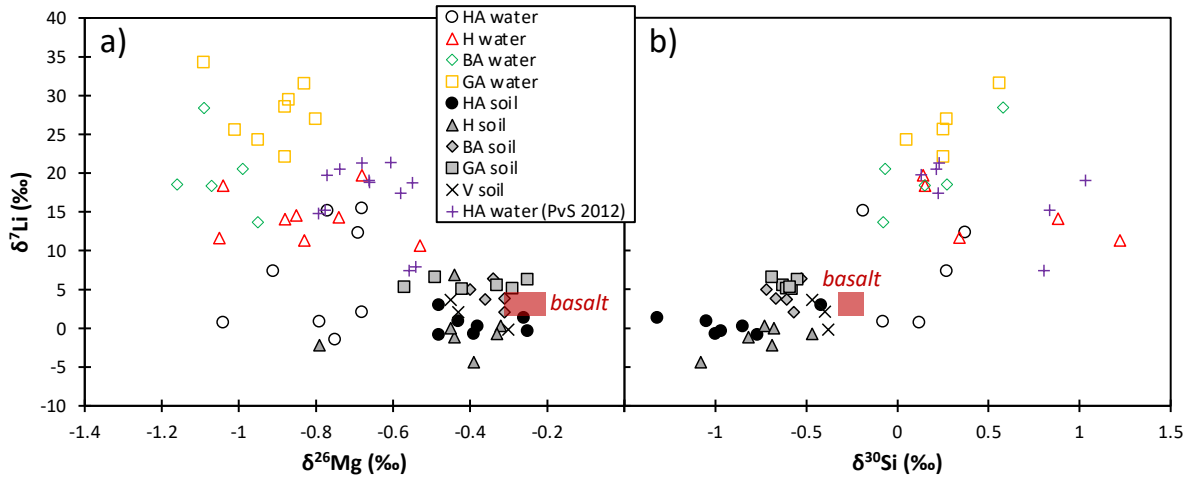 a)
b)
HA water
H water
BA water
GA water
HA soil
H soil
BA soil
GA soil
V soil
HA water (PvS 2012)
basalt
basalt
40
35
30
25
20
15
10
5
0
-5
-10
δ⁷Li (‰)
-1.4
-1.2
-1
-0.8
-0.6
-0.4
-0.2
-1
-0.5
0
0.5
1
1.5
δ²⁶Mg (‰)
δ³⁰Si (‰)